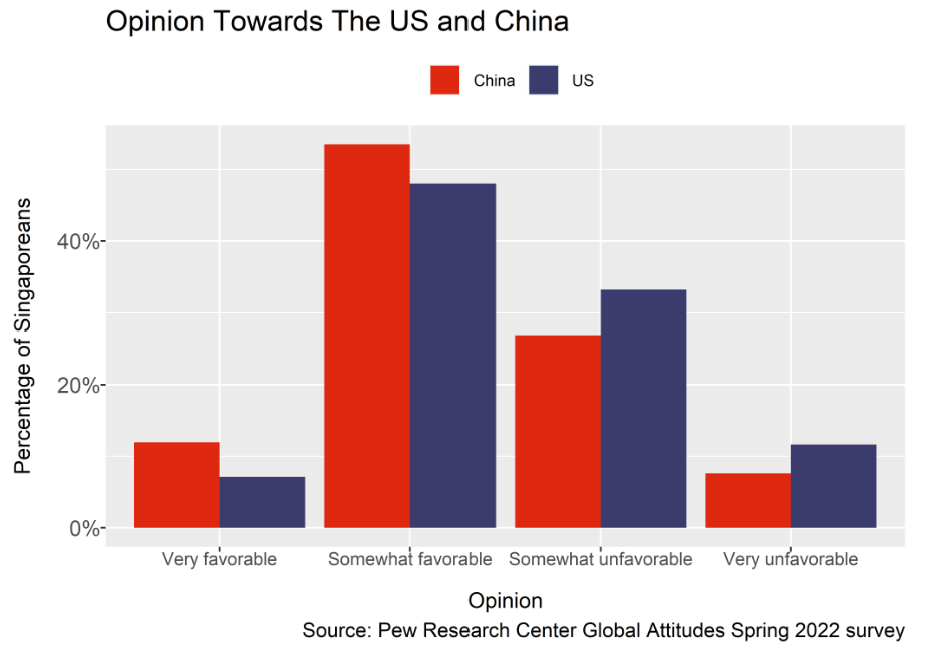 Opinion Towards The US and China
China US
Percentage of Singaporeans
40%
20%
0%
Very favorable Somewhat favorable Somewhat unfavorable Very unfavorable
Opinion
Source: Pew Research Center Global Attitudes Spring 2022 survey